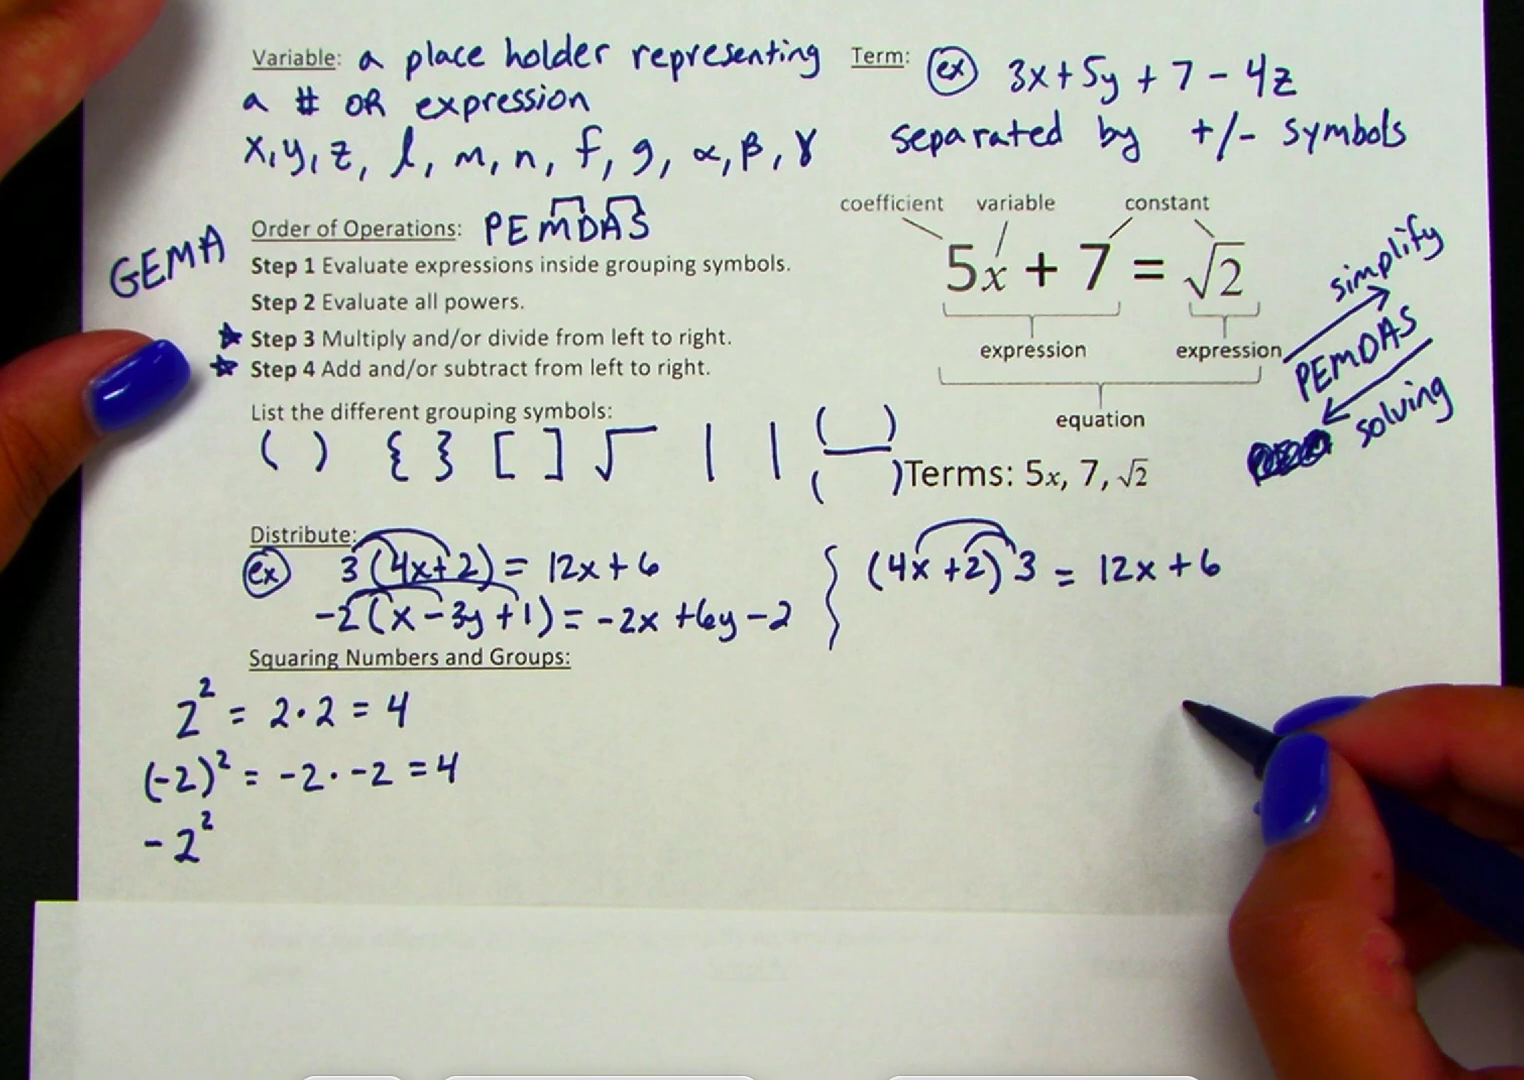 Variable: a place holder representing
a # OR expression
x, y, z, l, m, n, f, g, α, β, γ
Term: ex 3x + 5y + 7 - 4z
separated by +/- symbols
GEMA
Order of Operations: PEMDAS
Step 1 Evaluate expressions inside grouping symbols.
Step 2 Evaluate all powers.
★ Step 3 Multiply and/or divide from left to right.
★ Step 4 Add and/or subtract from left to right.
coefficient variable constant
5x + 7 = √2
expression expression
equation
simplify
PEMDAS
solving
List the different grouping symbols:
( ) { } [ ] √ | | ( )
( )
Terms: 5x, 7, √2
Distribute:
ex 3(4x+2) = 12x + 6
-2(x - 3y + 1) = -2x + 6y - 2
(4x + 2)3 = 12x + 6
Squaring Numbers and Groups:
2² = 2·2 = 4
(-2)² = -2·-2 = 4
-2²